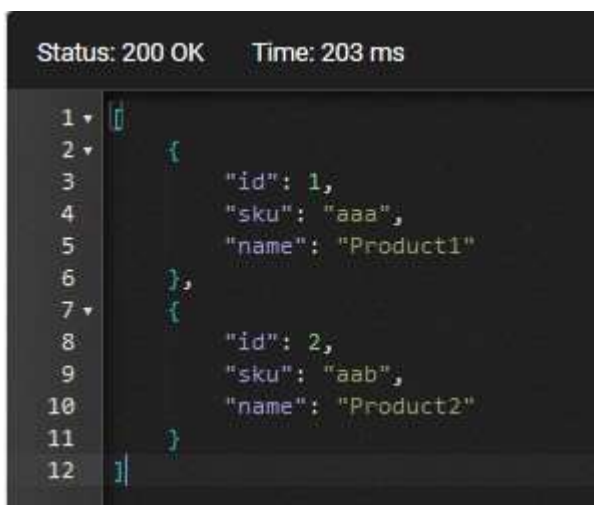 Status: 200 OK Time: 203 ms
1 [
2 {
3 "id": 1,
4 "sku": "aaa",
5 "name": "Product1"
6 },
7 {
8 "id": 2,
9 "sku": "aab",
10 "name": "Product2"
11 }
12 ]